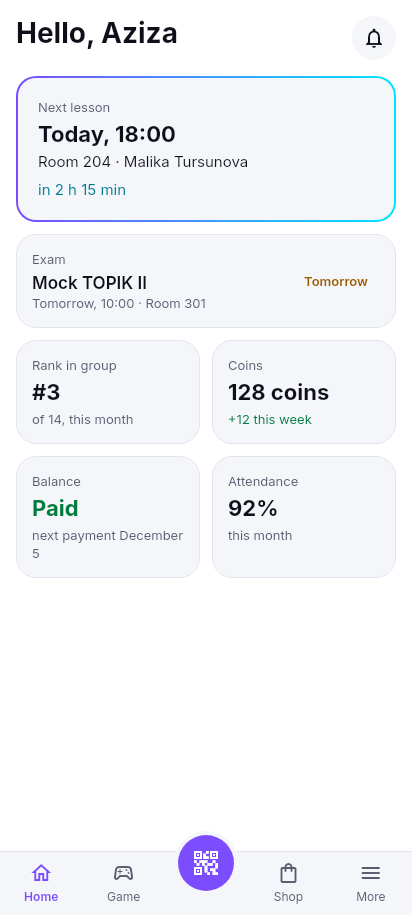 Hello, Aziza
Next lesson
Today, 18:00
Room 204 · Malika Tursunova
in 2 h 15 min
Exam
Mock TOPIK II
Tomorrow
Tomorrow, 10:00 · Room 301
Rank in group
#3
of 14, this month
Coins
128 coins
+12 this week
Balance
Paid
next payment December
5
Attendance
92%
this month
Home
Game
Shop
More